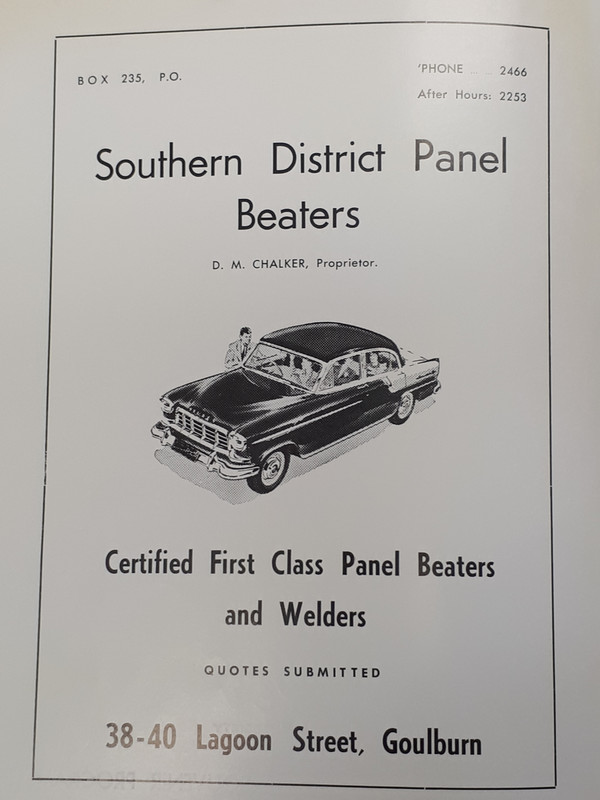 BOX 235, P.O.
'PHONE .. .. 2466
After Hours: 2253
Southern District Panel
Beaters
D. M. CHALKER, Proprietor.
Certified First Class Panel Beaters
and Welders
QUOTES SUBMITTED
38-40 Lagoon Street, Goulburn